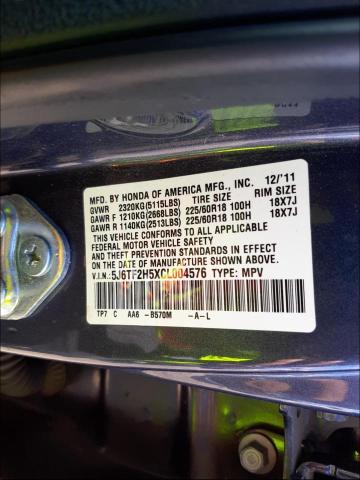 MFD. BY HONDA OF AMERICA MFG., INC. 12/'11
GVWR 2320KG(5115LBS) TIRE SIZE RIM SIZE
GAWR F 1210KG(2668LBS) 225/60R18 100H 18X7J
GAWR R 1140KG(2513LBS) 225/60R18 100H 18X7J
THIS VEHICLE CONFORMS TO ALL APPLICABLE
FEDERAL MOTOR VEHICLE SAFETY AND
THEFT PREVENTION STANDARDS IN EFFECT ON
THE DATE OF MANUFACTURE SHOWN ABOVE.
V.I.N.: 5J6TF2H5XCL004576 TYPE: MPV
TP7 C AA6 -B570M -A-L